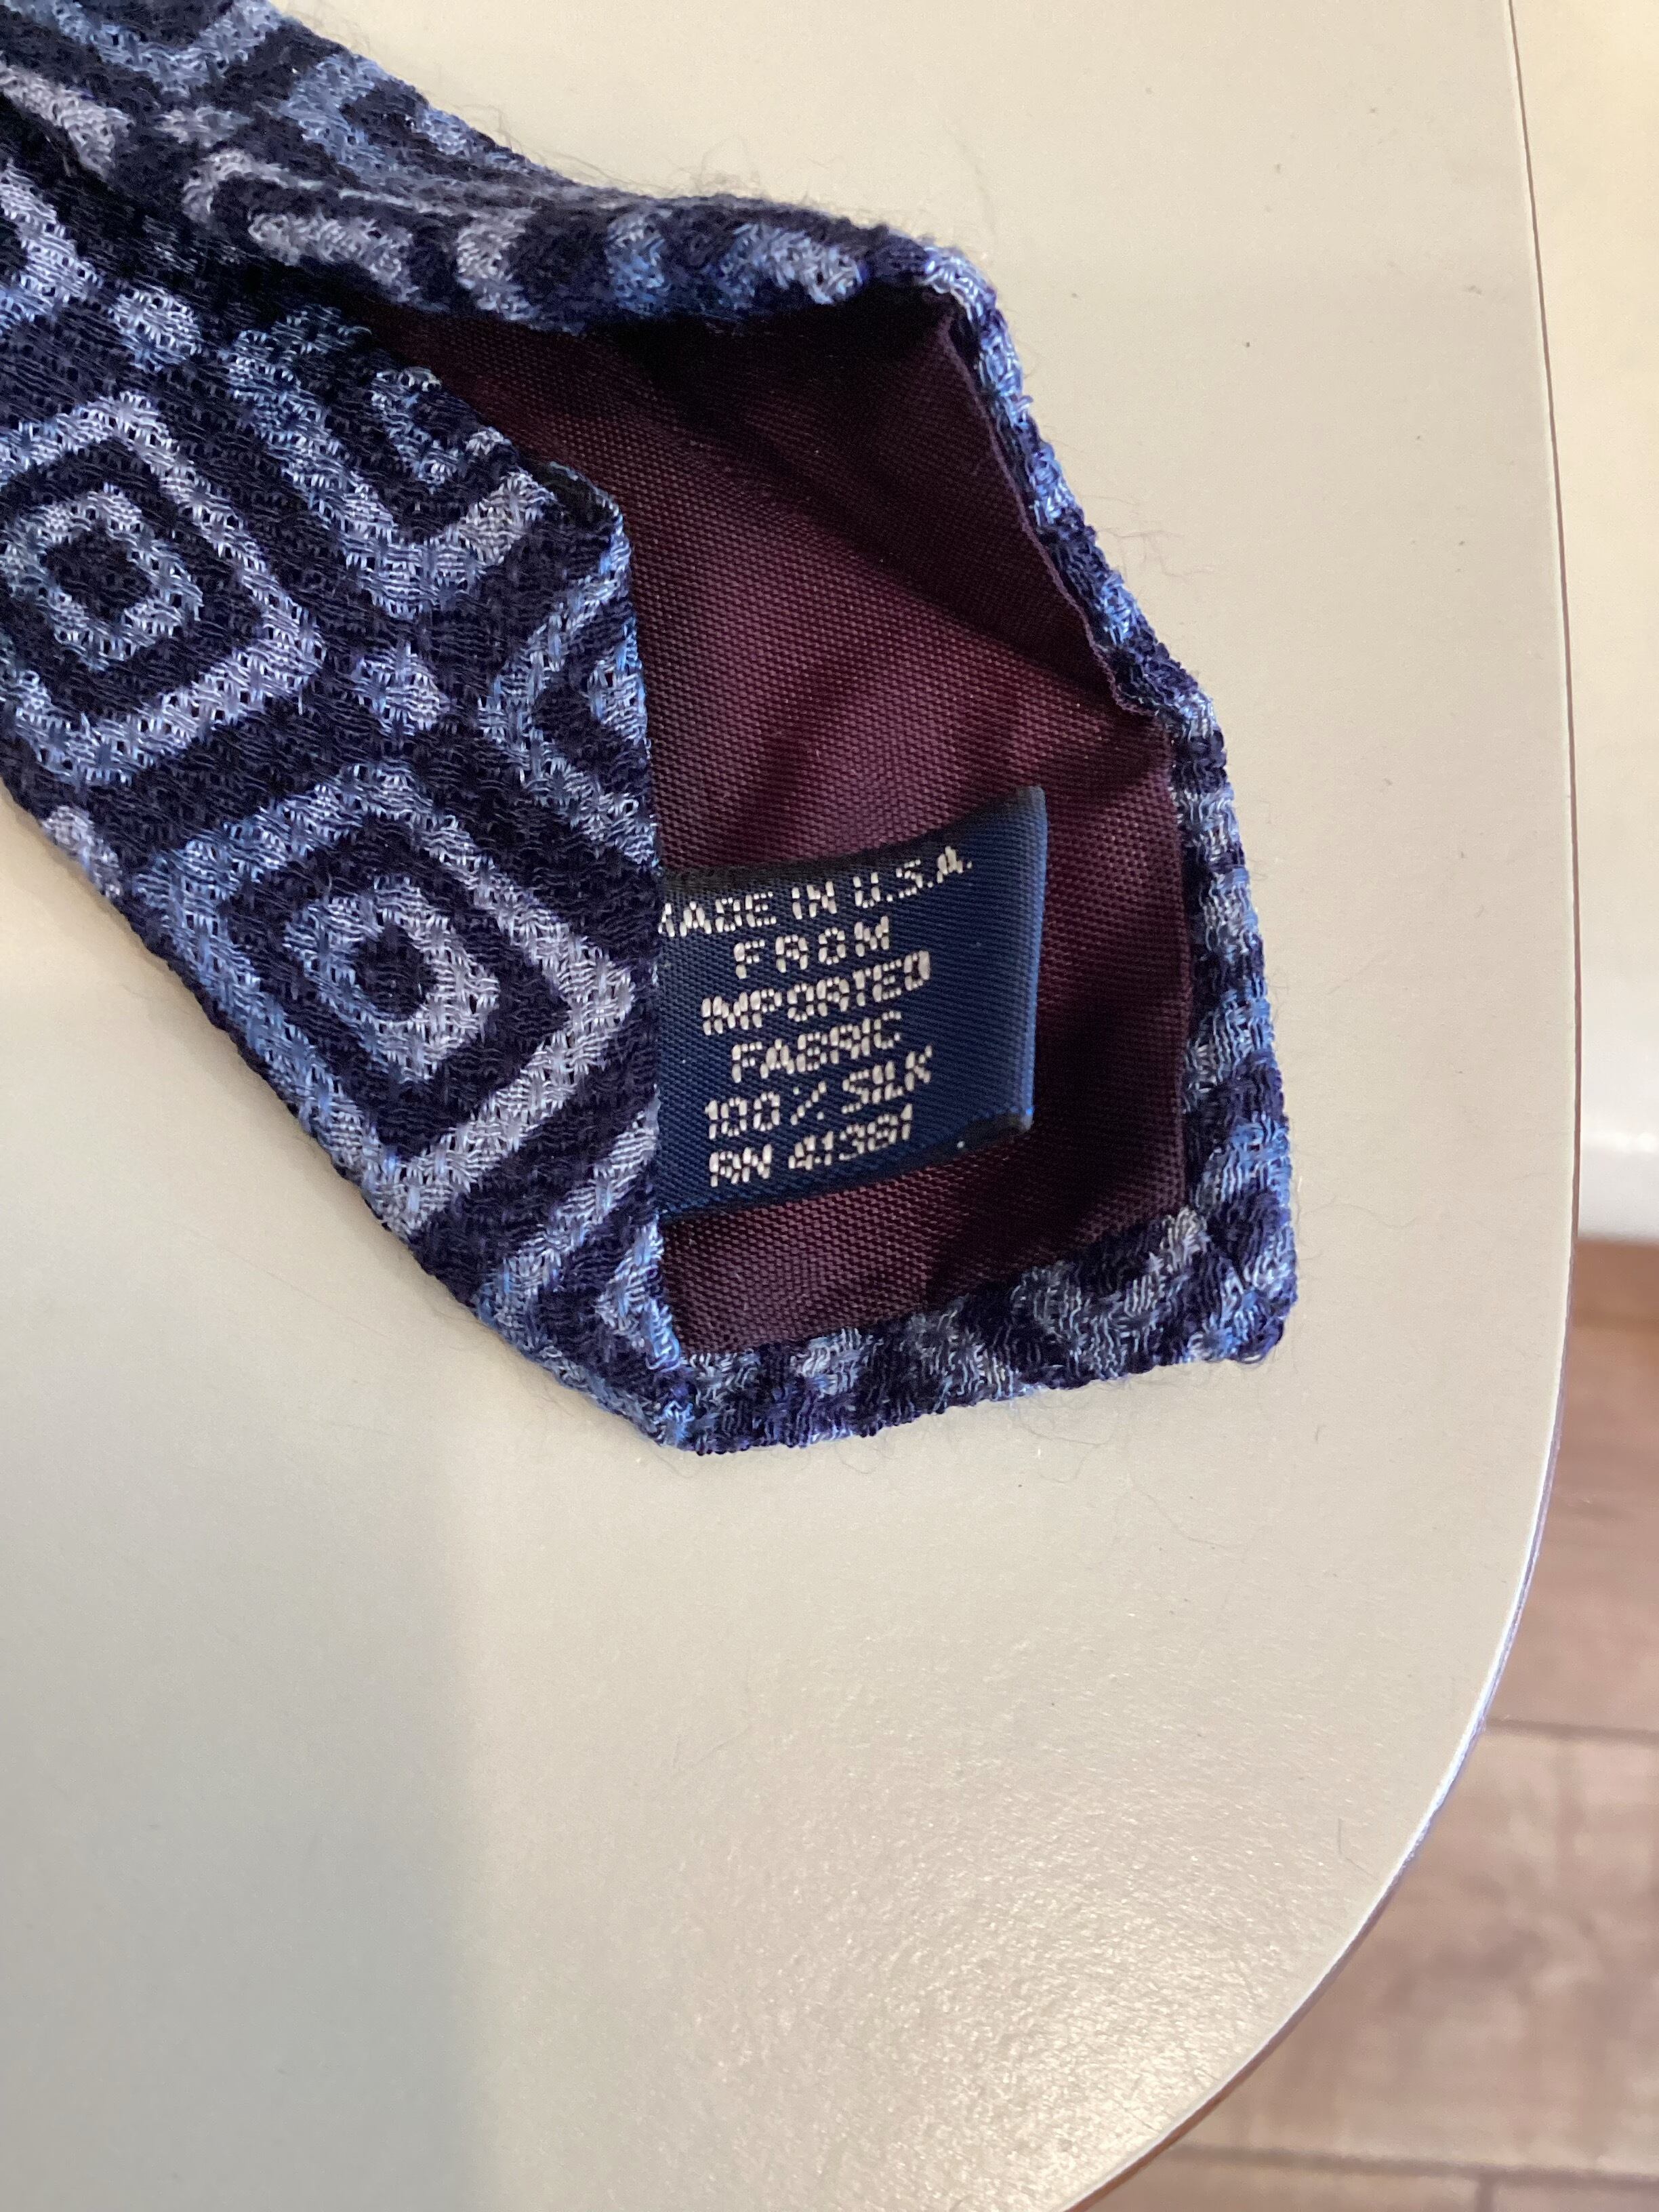 MADE IN U.S.A.
FROM
IMPORTED
FABRIC
100% SILK
RN 41381